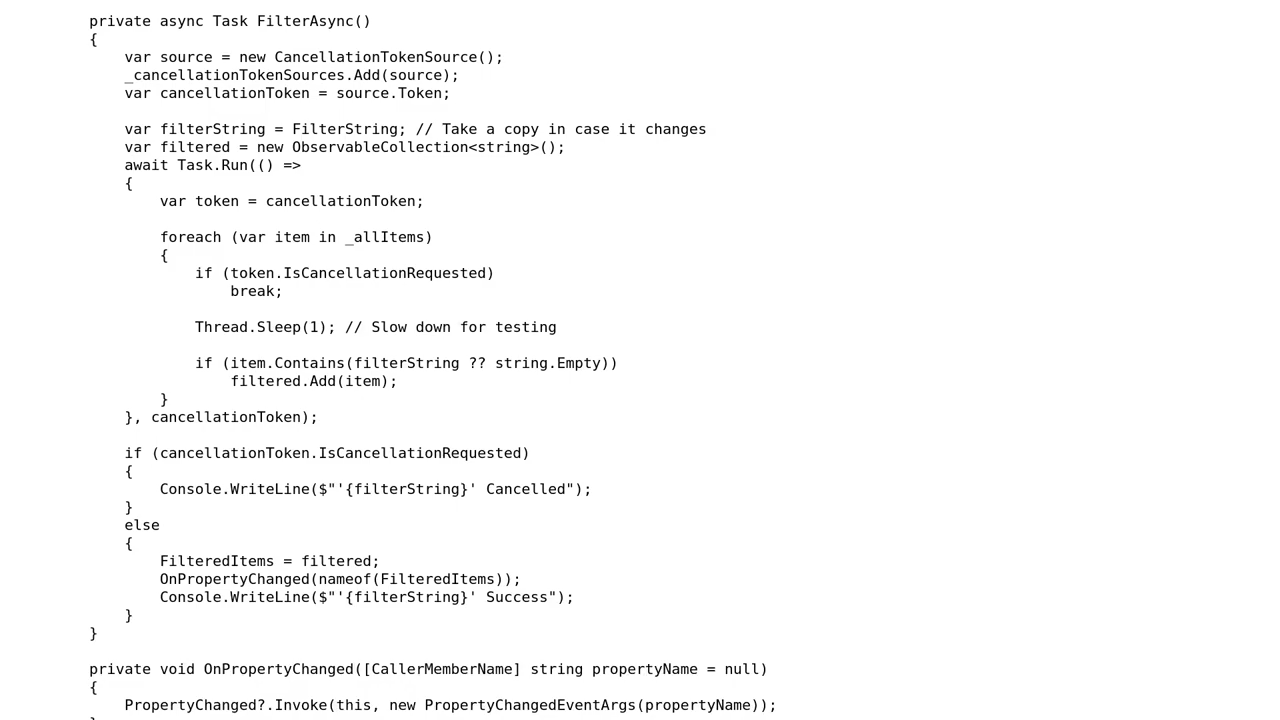 private async Task FilterAsync()
{
    var source = new CancellationTokenSource();
    _cancellationTokenSources.Add(source);
    var cancellationToken = source.Token;

    var filterString = FilterString; // Take a copy in case it changes
    var filtered = new ObservableCollection<string>();
    await Task.Run(() =>
    {
        var token = cancellationToken;

        foreach (var item in _allItems)
        {
            if (token.IsCancellationRequested)
                break;

            Thread.Sleep(1); // Slow down for testing

            if (item.Contains(filterString ?? string.Empty))
                filtered.Add(item);
        }
    }, cancellationToken);

    if (cancellationToken.IsCancellationRequested)
    {
        Console.WriteLine($"'{filterString}' Cancelled");
    }
    else
    {
        FilteredItems = filtered;
        OnPropertyChanged(nameof(FilteredItems));
        Console.WriteLine($"'{filterString}' Success");
    }
}

private void OnPropertyChanged([CallerMemberName] string propertyName = null)
{
    PropertyChanged?.Invoke(this, new PropertyChangedEventArgs(propertyName));
}